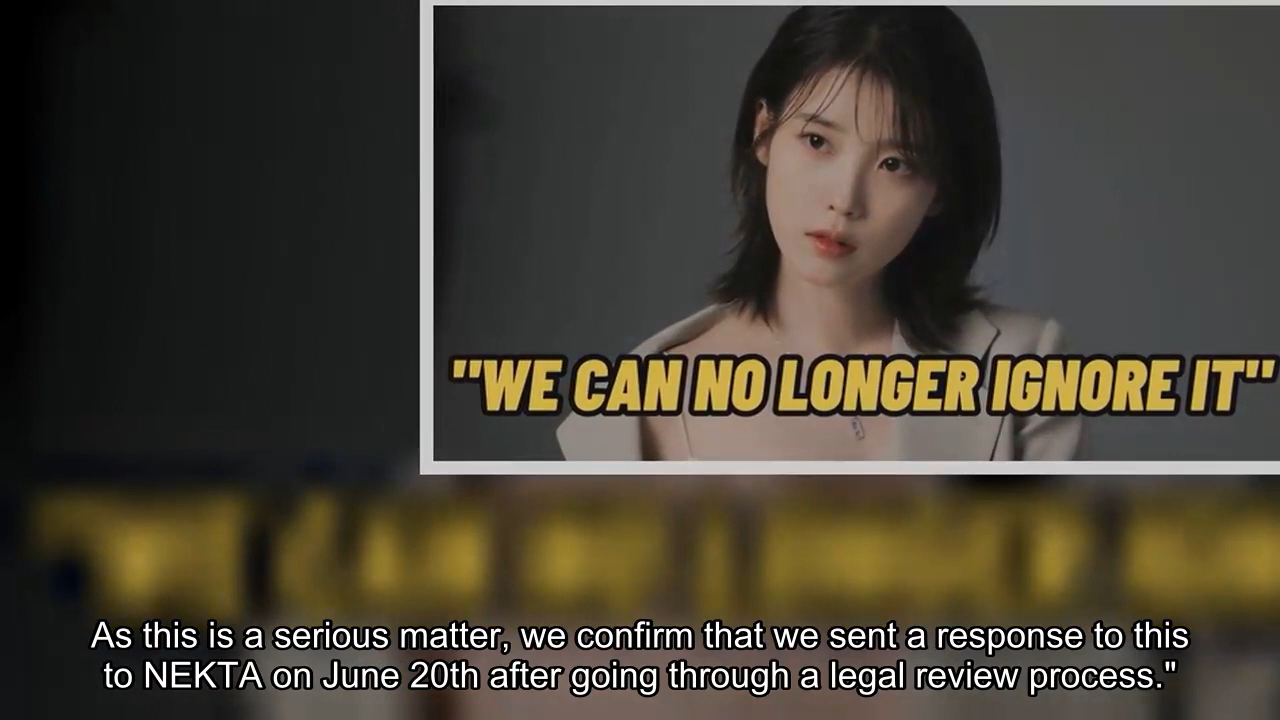 "WE CAN NO LONGER IGNORE IT"
As this is a serious matter, we confirm that we sent a response to this
to NEKTA on June 20th after going through a legal review process."